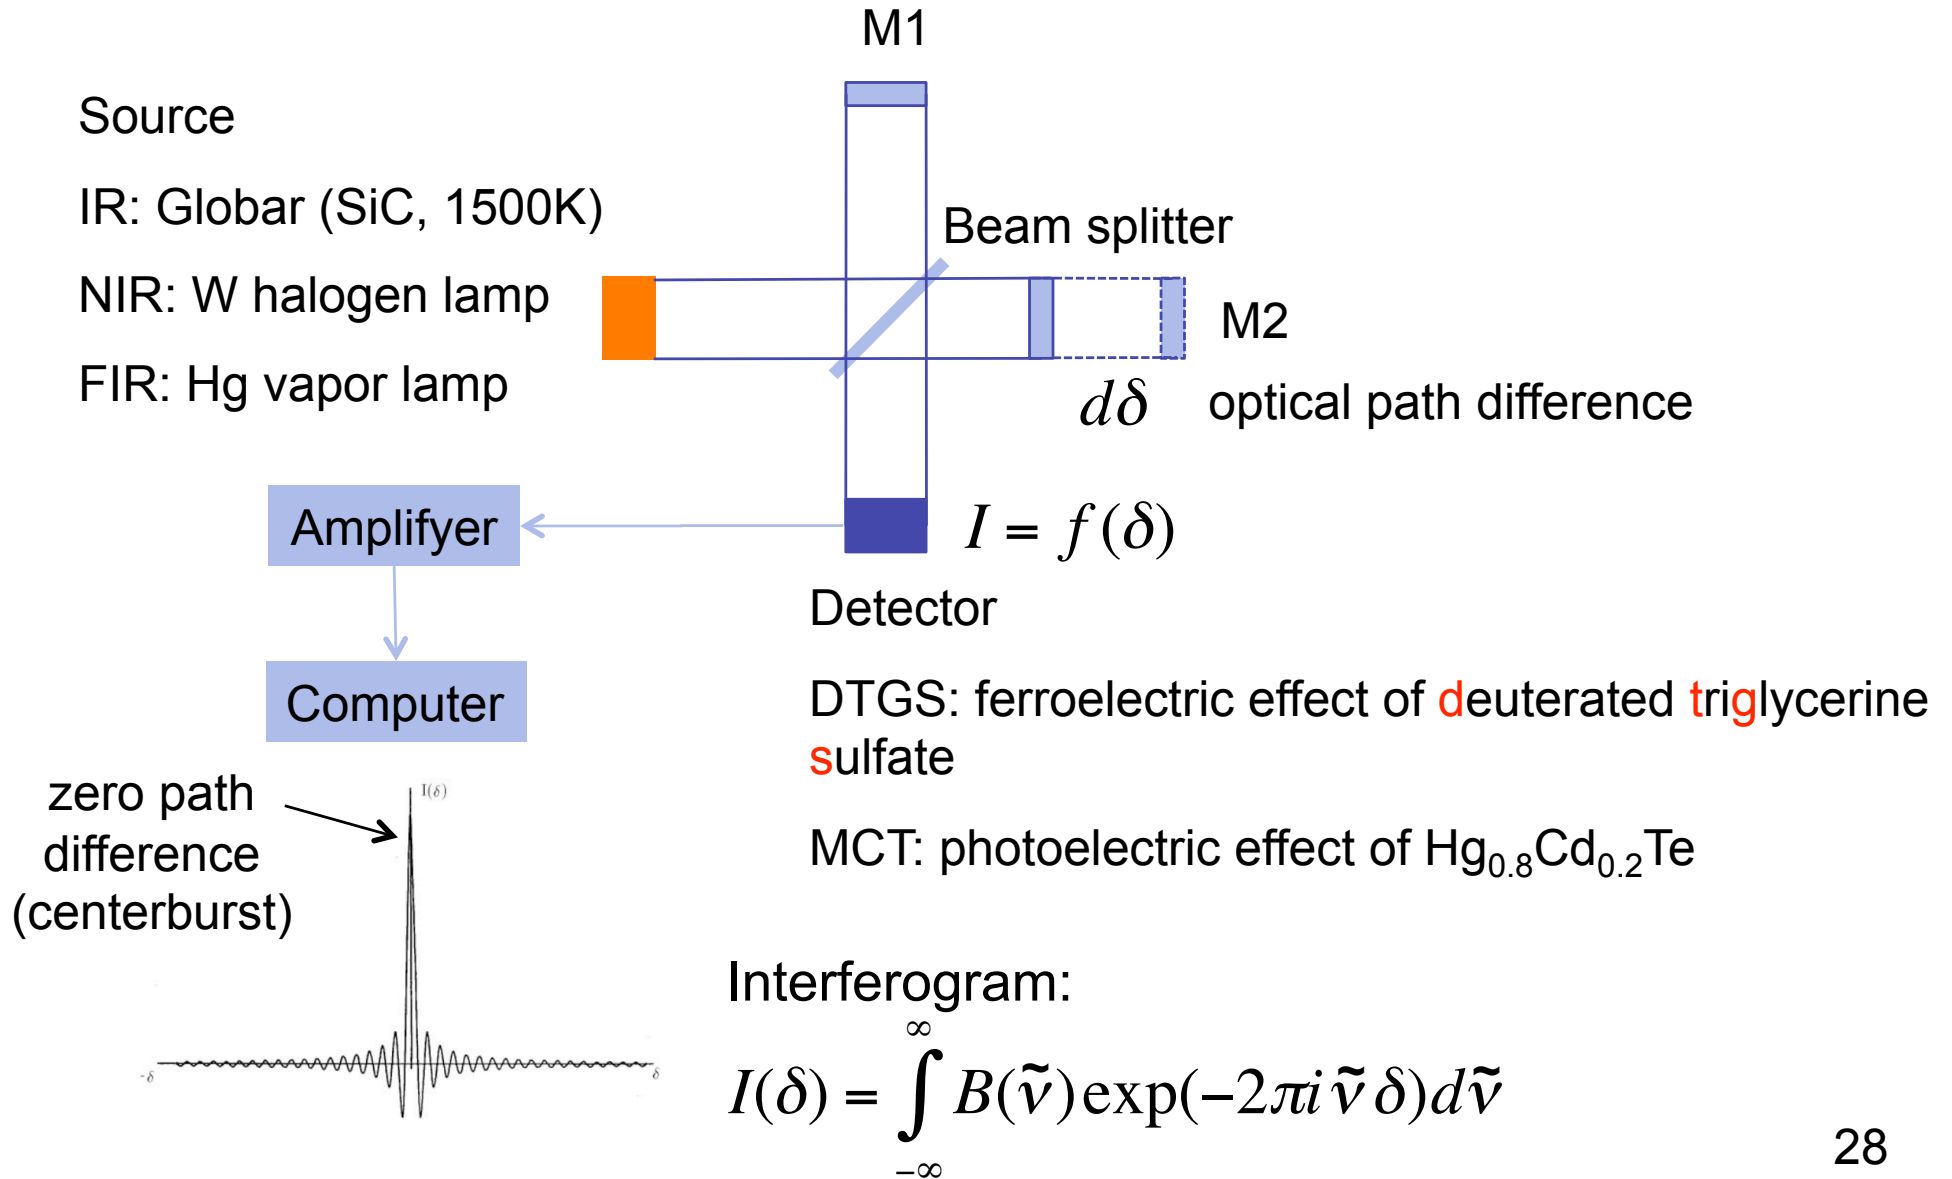 M1
Source
IR: Globar (SiC, 1500K)
Beam splitter
NIR: W halogen lamp
M2
FIR: Hg vapor lamp
dδ optical path difference
Amplifyer
I = f(δ)
Detector
Computer
DTGS: ferroelectric effect of deuterated triglycerine
sulfate
zero path
difference
(centerburst)
I(δ)
MCT: photoelectric effect of Hg₀.₈Cd₀.₂Te
-δ
δ
Interferogram:
I(δ) = ∫_{−∞}^{∞} B(ṽ)exp(−2πiṽδ)dṽ
28